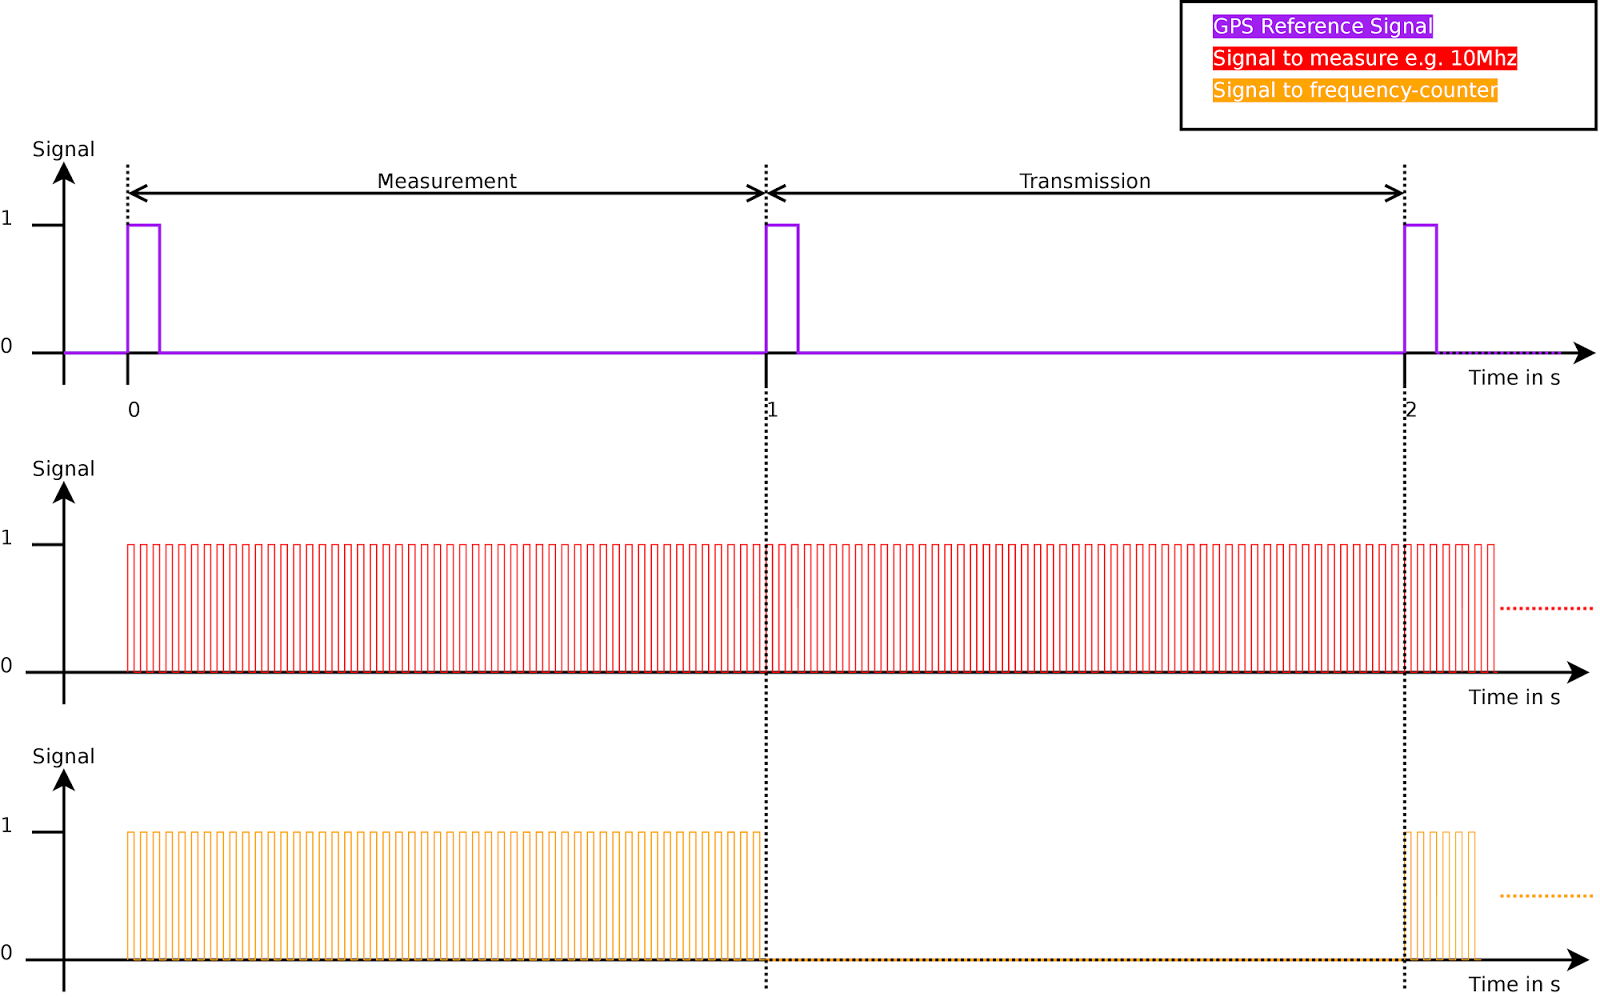 GPS Reference Signal
Signal to measure e.g. 10Mhz
Signal to frequency-counter
Signal
Measurement
Transmission
1
0
Time in s
0
1
2
Signal
1
0
Time in s
Signal
1
0
Time in s